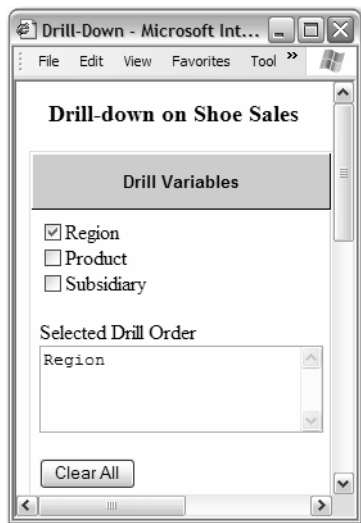 Drill-Down - Microsoft Int...
File Edit View Favorites Tool »
Drill-down on Shoe Sales
Drill Variables
Region
Product
Subsidiary
Selected Drill Order
Region
Clear All